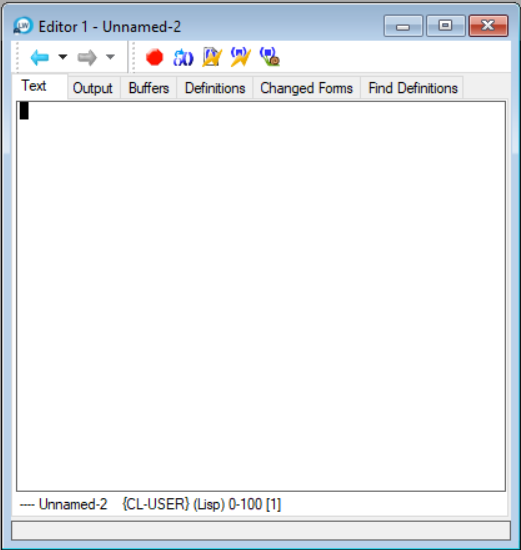 Editor 1 - Unnamed-2
Text Output Buffers Definitions Changed Forms Find Definitions
---- Unnamed-2 {CL-USER} (Lisp) 0-100 [1]